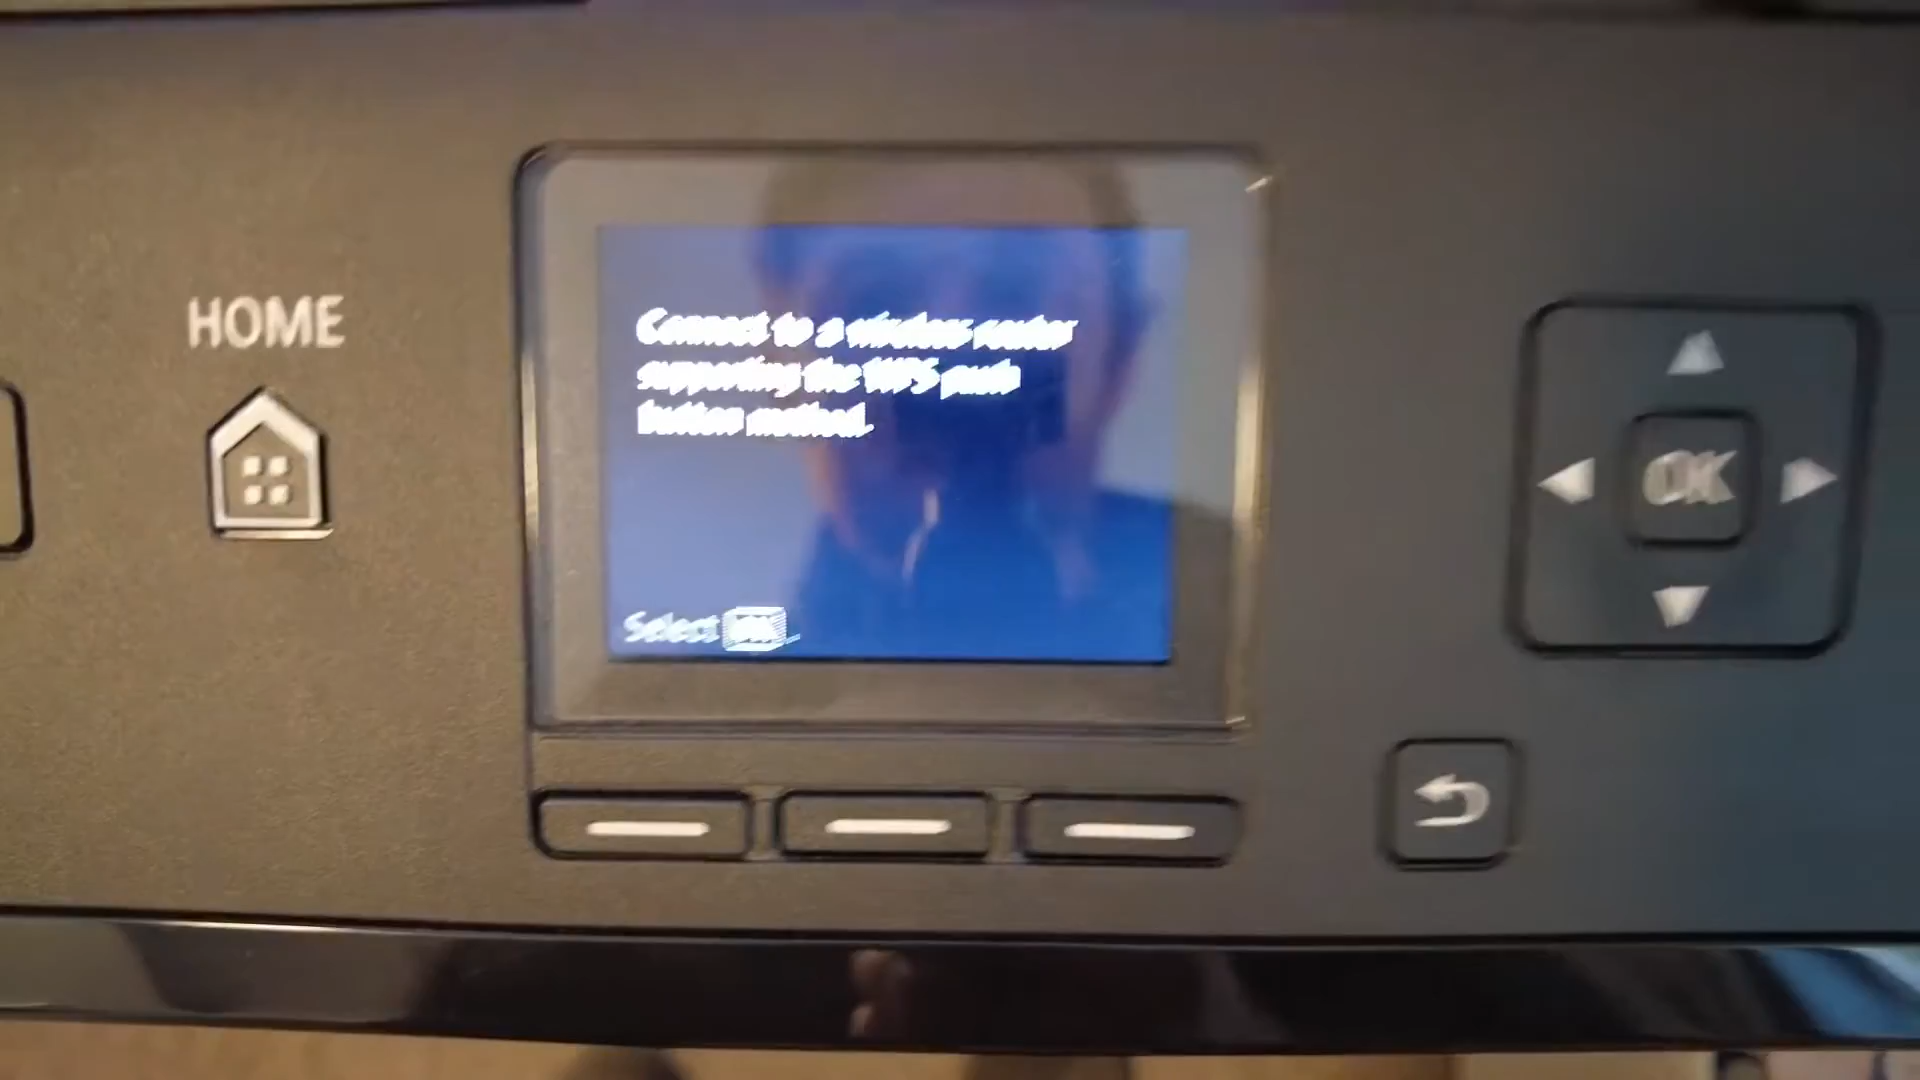 HOME
Connect to a wireless router
supporting the WPS push
button method.
OK
Select OK